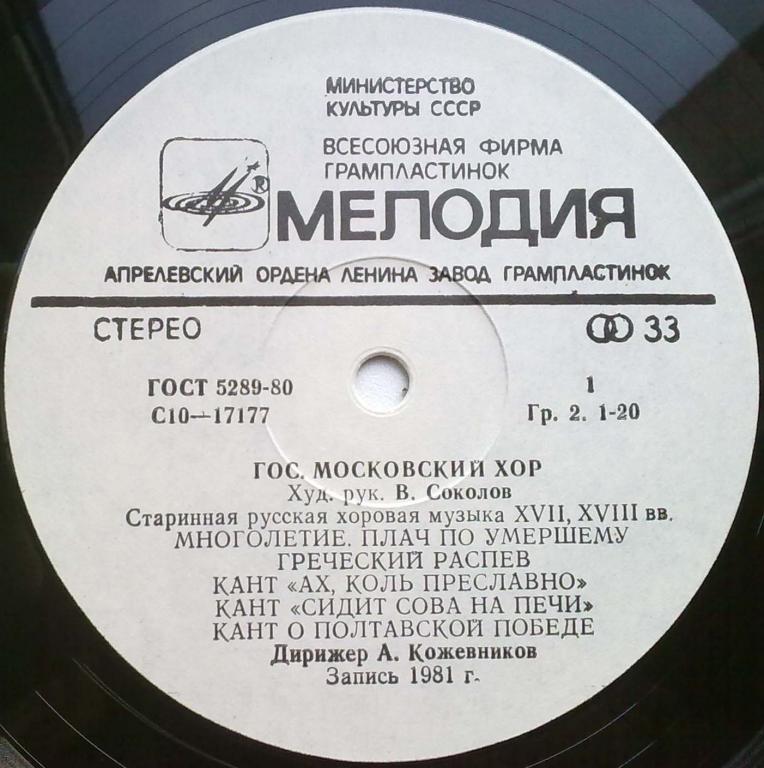 МИНИСТЕРСТВО
КУЛЬТУРЫ СССР
ВСЕСОЮЗНАЯ ФИРМА
ГРАМПЛАСТИНОК
® МЕЛОДИЯ
АПРЕЛЕВСКИЙ ОРДЕНА ЛЕНИНА ЗАВОД ГРАМПЛАСТИНОК
СТЕРЕО 33
ГОСТ 5289-80 1
С10—17177 Гр. 2. 1-20
ГОС. МОСКОВСКИЙ ХОР
Худ. рук. В. Соколов
Старинная русская хоровая музыка XVII, XVIII вв.
МНОГОЛЕТИЕ. ПЛАЧ ПО УМЕРШЕМУ
ГРЕЧЕСКИЙ РАСПЕВ
КАНТ «АХ, КОЛЬ ПРЕСЛАВНО»
КАНТ «СИДИТ СОВА НА ПЕЧИ»
КАНТ О ПОЛТАВСКОЙ ПОБЕДЕ
Дирижер А. Кожевников
Запись 1981 г.